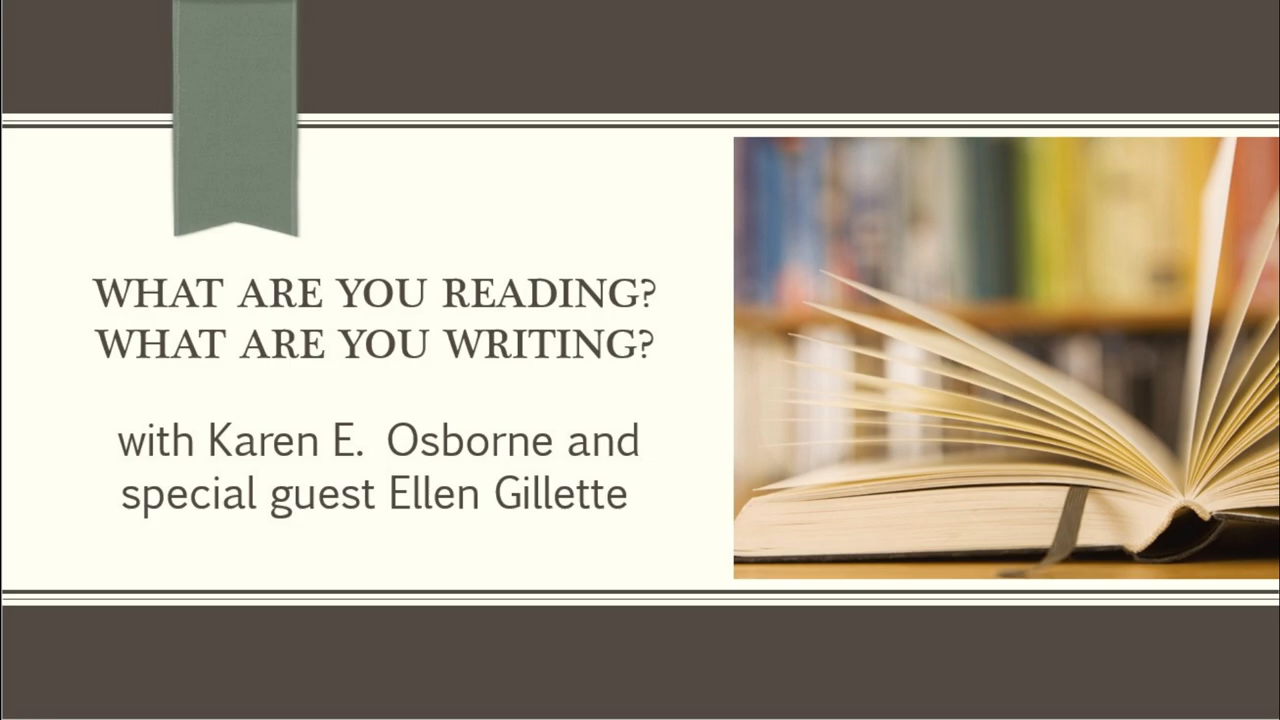 WHAT ARE YOU READING?
WHAT ARE YOU WRITING?
with Karen E. Osborne and
special guest Ellen Gillette